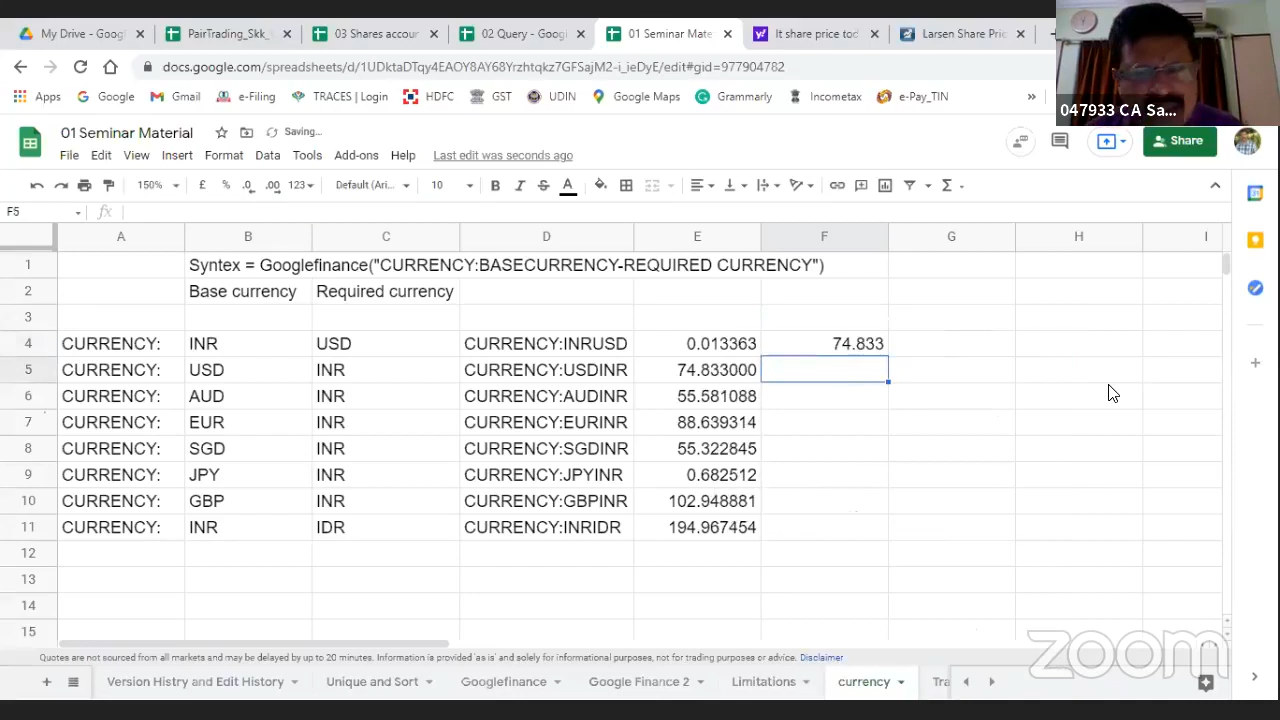 My Drive - Goog
PairTrading_Skk_
03 Shares accour
02 Query - Googl
01 Seminar Mate
It share price tod
Larsen Share Pric
docs.google.com/spreadsheets/d/1UDktaDTqy4EAOY8AY68Yrzhtqkz7GFSajM2-i_ieDyE/edit#gid=977904782
Apps Google Gmail e-Filing TRACES | Login HDFC GST UDIN Google Maps Grammarly Incometax e-Pay_TIN »
047933 CA Sa...
01 Seminar Material Saving...
File Edit View Insert Format Data Tools Add-ons Help Last edit was seconds ago
Share
150% £ % .0 .00 123 Default (Ari... 10 B I S A Σ
F5 fx
A B C D E F G H I
1 Syntex = Googlefinance("CURRENCY:BASECURRENCY-REQUIRED CURRENCY")
2 Base currency Required currency
3
4 CURRENCY: INR USD CURRENCY:INRUSD 0.013363 74.833
5 CURRENCY: USD INR CURRENCY:USDINR 74.833000
6 CURRENCY: AUD INR CURRENCY:AUDINR 55.581088
7 CURRENCY: EUR INR CURRENCY:EURINR 88.639314
8 CURRENCY: SGD INR CURRENCY:SGDINR 55.322845
9 CURRENCY: JPY INR CURRENCY:JPYINR 0.682512
10 CURRENCY: GBP INR CURRENCY:GBPINR 102.948881
11 CURRENCY: INR IDR CURRENCY:INRIDR 194.967454
12
13
14
15
zoom
Quotes are not sourced from all markets and may be delayed by up to 20 minutes. Information is provided 'as is' and solely for informational purposes, not for trading purposes or advice. Disclaimer
Version Histry and Edit History Unique and Sort Googlefinance Google Finance 2 Limitations currency Tra